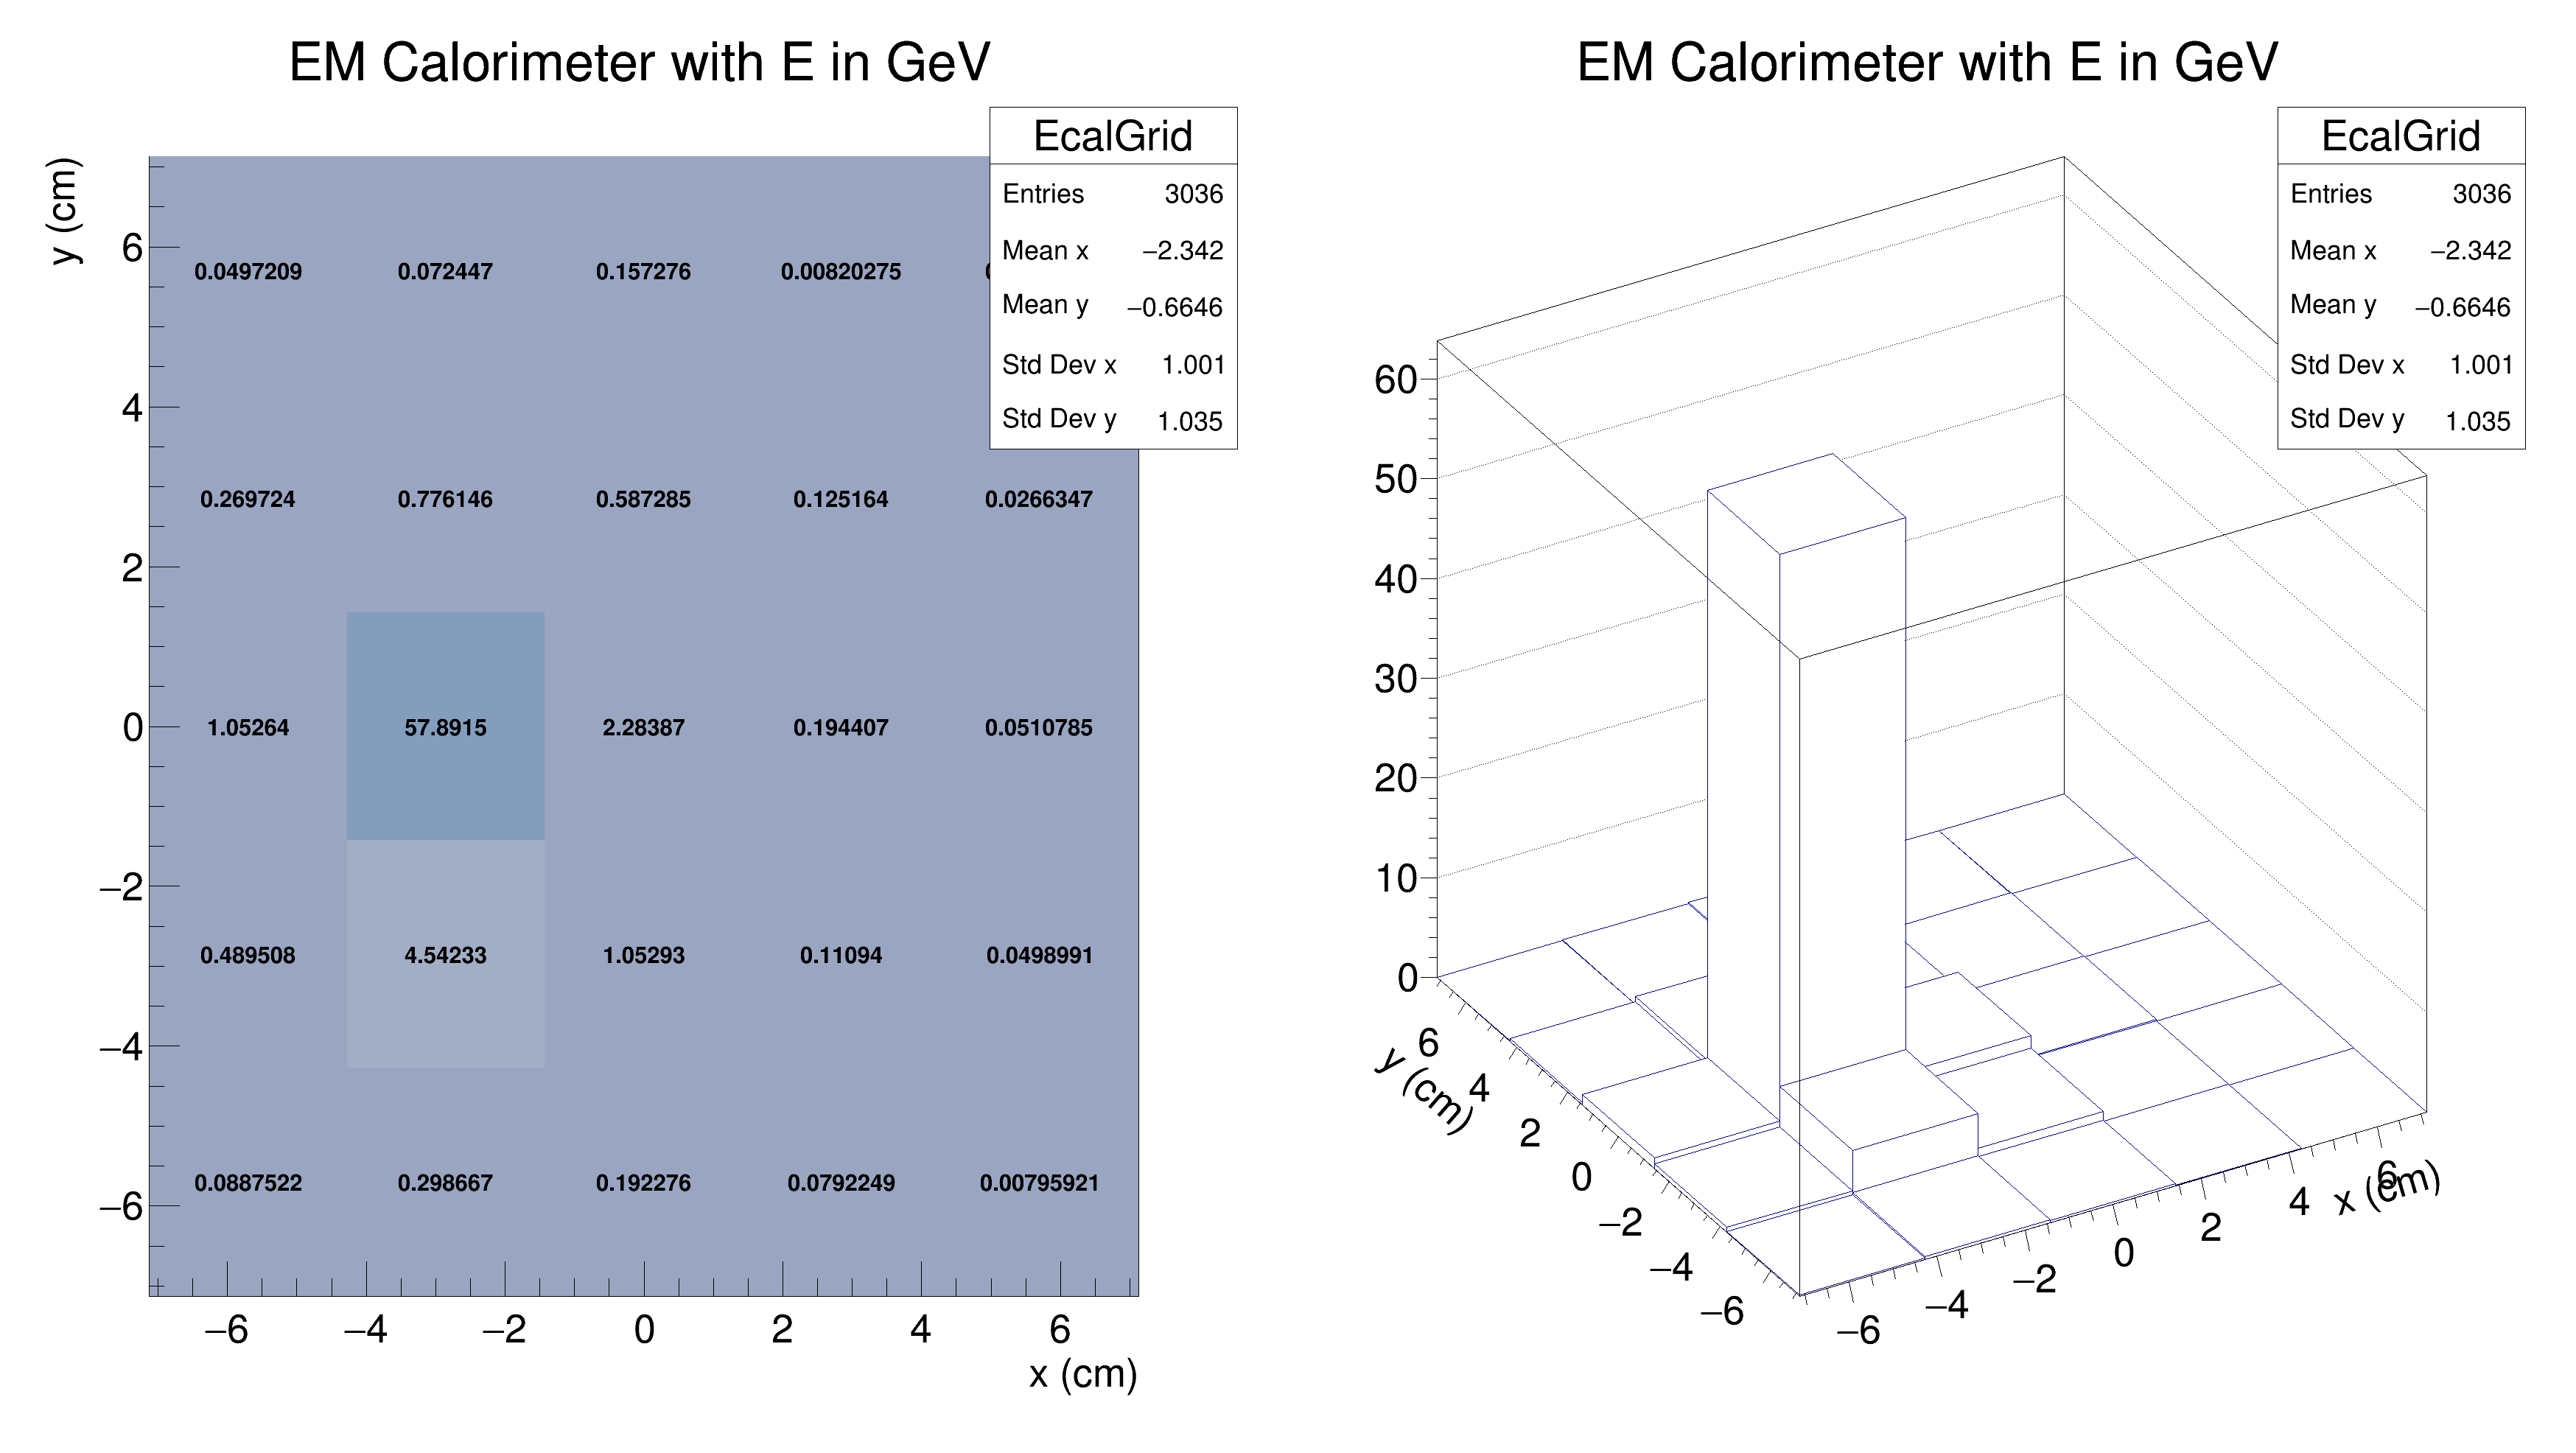 EM Calorimeter with E in GeV
EcalGrid
Entries 3036
Mean x −2.342
Mean y −0.6646
Std Dev x 1.001
Std Dev y 1.035
y (cm)
6
4
2
0
−2
−4
−6
0.0497209 0.072447 0.157276 0.00820275
0.269724 0.776146 0.587285 0.125164 0.0266347
1.05264 57.8915 2.28387 0.194407 0.0510785
0.489508 4.54233 1.05293 0.11094 0.0498991
0.0887522 0.298667 0.192276 0.0792249 0.00795921
−6 −4 −2 0 2 4 6
x (cm)
EM Calorimeter with E in GeV
EcalGrid
Entries 3036
Mean x −2.342
Mean y −0.6646
Std Dev x 1.001
Std Dev y 1.035
60
50
40
30
20
10
0
y (cm)
6
4
2
0
−2
−4
−6
−6 −4 −2 0 2 4 6
x (cm)